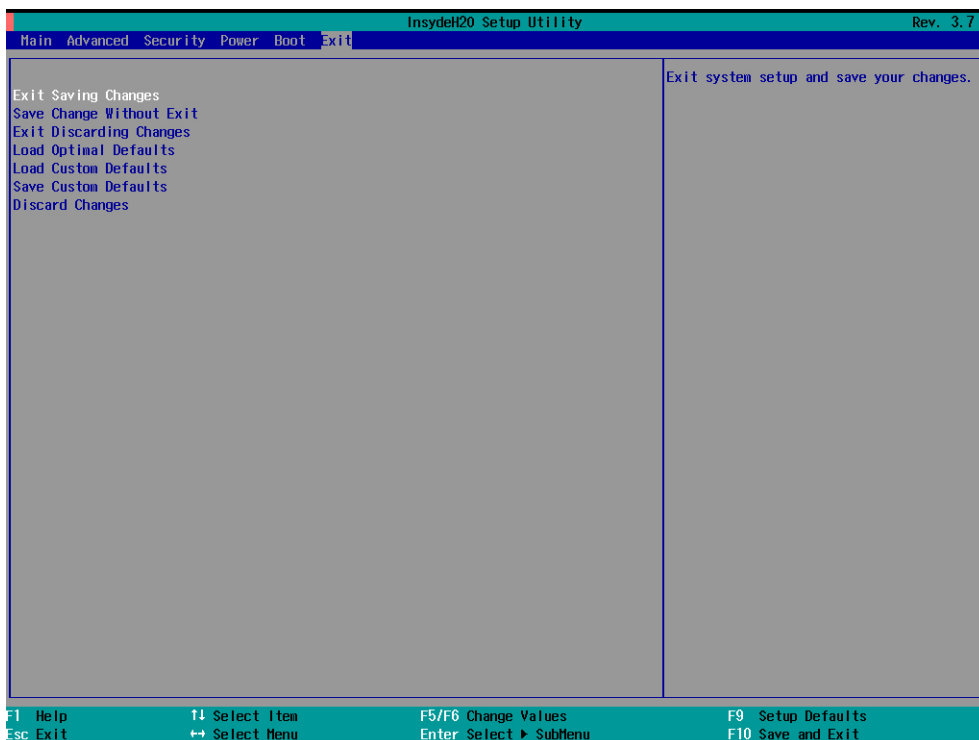 InsydeH20 Setup Utility Rev. 3.7
Main Advanced Security Power Boot Exit
Exit Saving Changes
Save Change Without Exit
Exit Discarding Changes
Load Optimal Defaults
Load Custom Defaults
Save Custom Defaults
Discard Changes
Exit system setup and save your changes.
F1 Help ↑↓ Select Item F5/F6 Change Values F9 Setup Defaults
Esc Exit ↔ Select Menu Enter Select ▶ SubMenu F10 Save and Exit